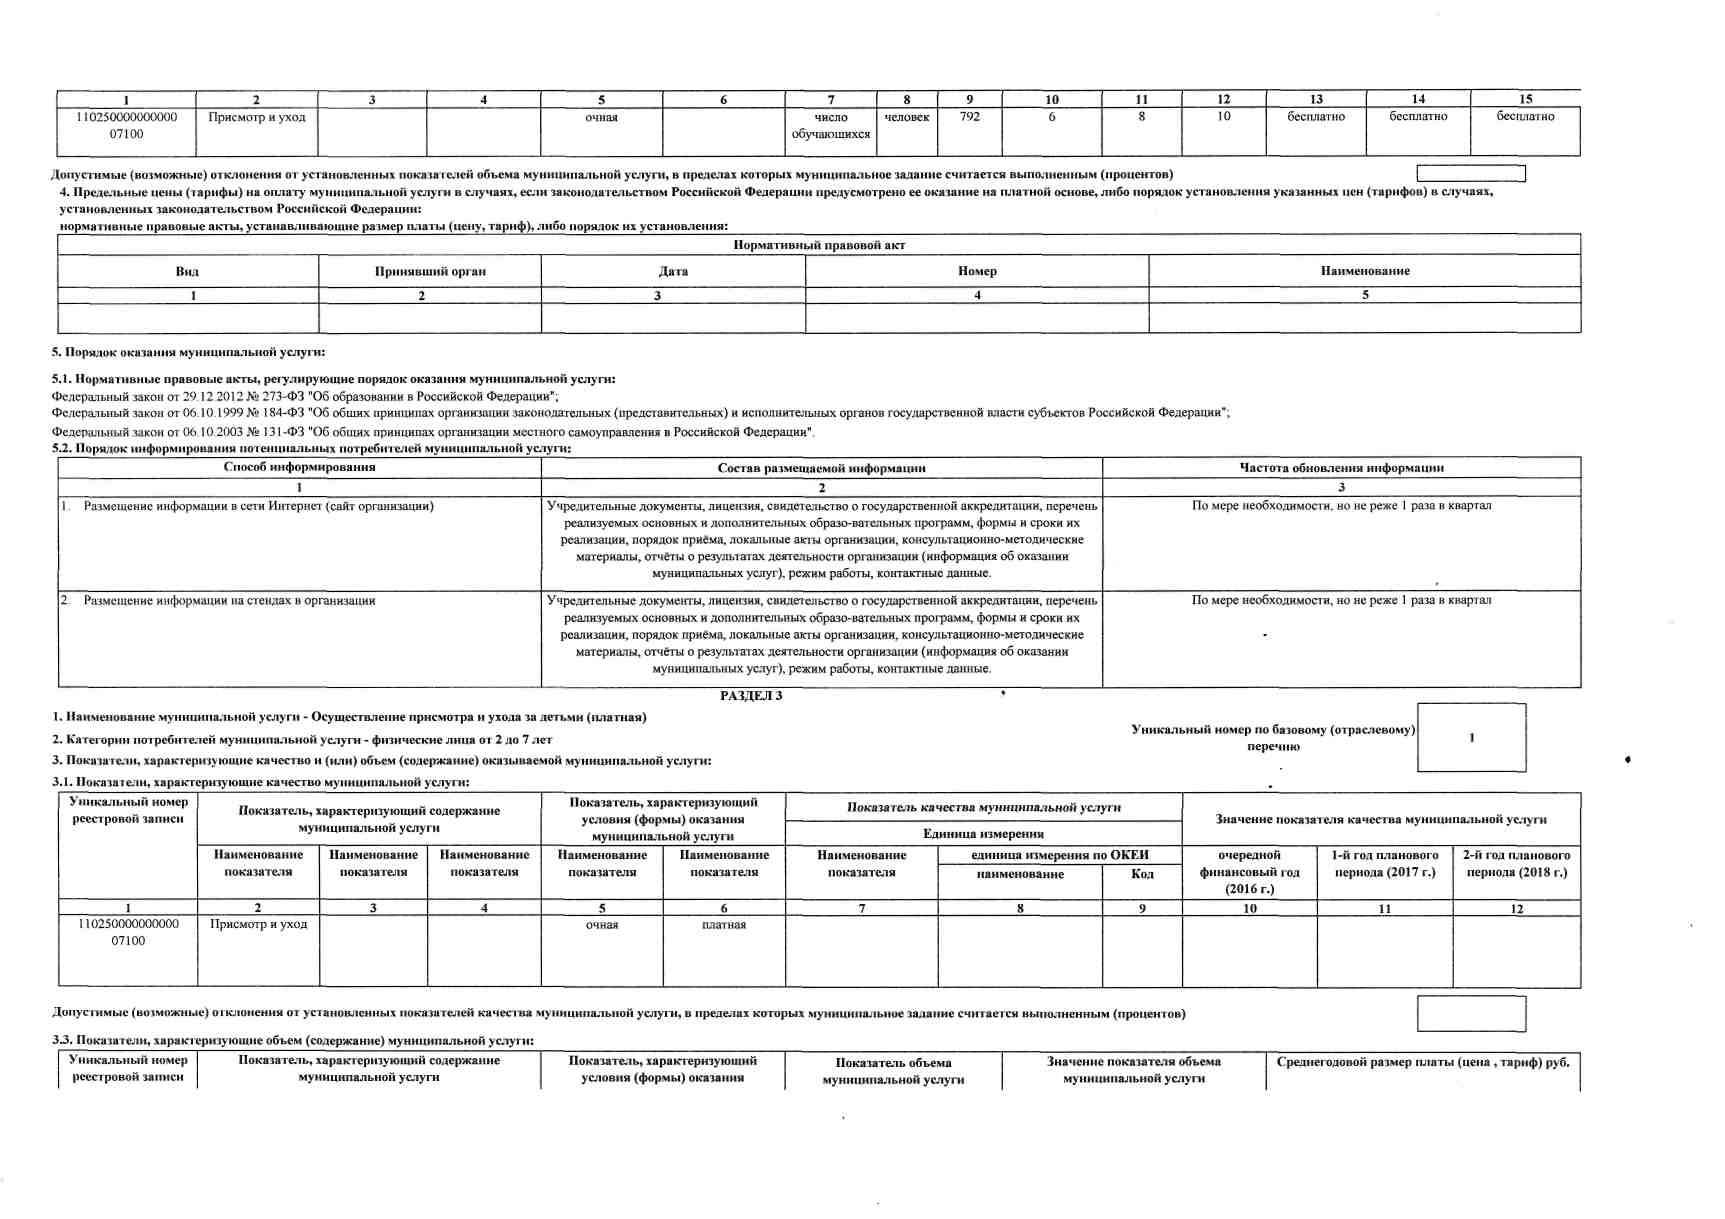 1 2 3 4 5 6 7 8 9 10 11 12 13 14 15
110250000000000 Присмотр и уход очная число человек 792 6 8 10 бесплатно бесплатно бесплатно
07100 обучающихся
Допустимые (возможные) отклонения от установленных показателей объема муниципальной услуги, в пределах которых муниципальное задание считается выполненным (процентов)
4. Предельные цены (тарифы) на оплату муниципальной услуги в случаях, если законодательством Российской Федерации предусмотрено ее оказание на платной основе, либо порядок установления указанных цен (тарифов) в случаях,
установленных законодательством Российской Федерации:
нормативные правовые акты, устанавливающие размер платы (цену, тариф), либо порядок их установления:
Нормативный правовой акт
Вид Принявший орган Дата Номер Наименование
1 2 3 4 5
5. Порядок оказания муниципальной услуги:
5.1. Нормативные правовые акты, регулирующие порядок оказания муниципальной услуги:
Федеральный закон от 29.12.2012 № 273-ФЗ "Об образовании в Российской Федерации";
Федеральный закон от 06.10.1999 № 184-ФЗ "Об общих принципах организации законодательных (представительных) и исполнительных органов государственной власти субъектов Российской Федерации";
Федеральный закон от 06.10.2003 № 131-ФЗ "Об общих принципах организации местного самоуправления в Российской Федерации".
5.2. Порядок информирования потенциальных потребителей муниципальной услуги:
Способ информирования Состав размещаемой информации Частота обновления информации
1 2 3
1. Размещение информации в сети Интернет (сайт организации) Учредительные документы, лицензия, свидетельство о государственной аккредитации, перечень По мере необходимости, но не реже 1 раза в квартал
реализуемых основных и дополнительных образо-вательных программ, формы и сроки их
реализации, порядок приёма, локальные акты организации, консультационно-методические
материалы, отчёты о результатах деятельности организации (информация об оказании
муниципальных услуг), режим работы, контактные данные.
2. Размещение информации на стендах в организации Учредительные документы, лицензия, свидетельство о государственной аккредитации, перечень По мере необходимости, но не реже 1 раза в квартал
реализуемых основных и дополнительных образо-вательных программ, формы и сроки их
реализации, порядок приёма, локальные акты организации, консультационно-методические
материалы, отчёты о результатах деятельности организации (информация об оказании
муниципальных услуг), режим работы, контактные данные.
РАЗДЕЛ 3
1. Наименование муниципальной услуги - Осуществление присмотра и ухода за детьми (платная)
Уникальный номер по базовому (отраслевому) 1
перечню
2. Категории потребителей муниципальной услуги - физические лица от 2 до 7 лет
3. Показатели, характеризующие качество и (или) объем (содержание) оказываемой муниципальной услуги:
3.1. Показатели, характеризующие качество муниципальной услуги:
Уникальный номер Показатель, характеризующий содержание Показатель, характеризующий Показатель качества муниципальной услуги Значение показателя качества муниципальной услуги
реестровой записи муниципальной услуги условия (формы) оказания
муниципальной услуги Единица измерения
Наименование Наименование Наименование Наименование Наименование Наименование единица измерения по ОКЕИ очередной 1-й год планового 2-й год планового
показателя показателя показателя показателя показателя показателя наименование Код финансовый год периода (2017 г.) периода (2018 г.)
(2016 г.)
1 2 3 4 5 6 7 8 9 10 11 12
110250000000000 Присмотр и уход очная платная
07100
Допустимые (возможные) отклонения от установленных показателей качества муниципальной услуги, в пределах которых муниципальное задание считается выполненным (процентов)
3.3. Показатели, характеризующие объем (содержание) муниципальной услуги:
Уникальный номер Показатель, характеризующий содержание Показатель, характеризующий Показатель объема Значение показателя объема Среднегодовой размер платы (цена , тариф) руб.
реестровой записи муниципальной услуги условия (формы) оказания муниципальной услуги муниципальной услуги